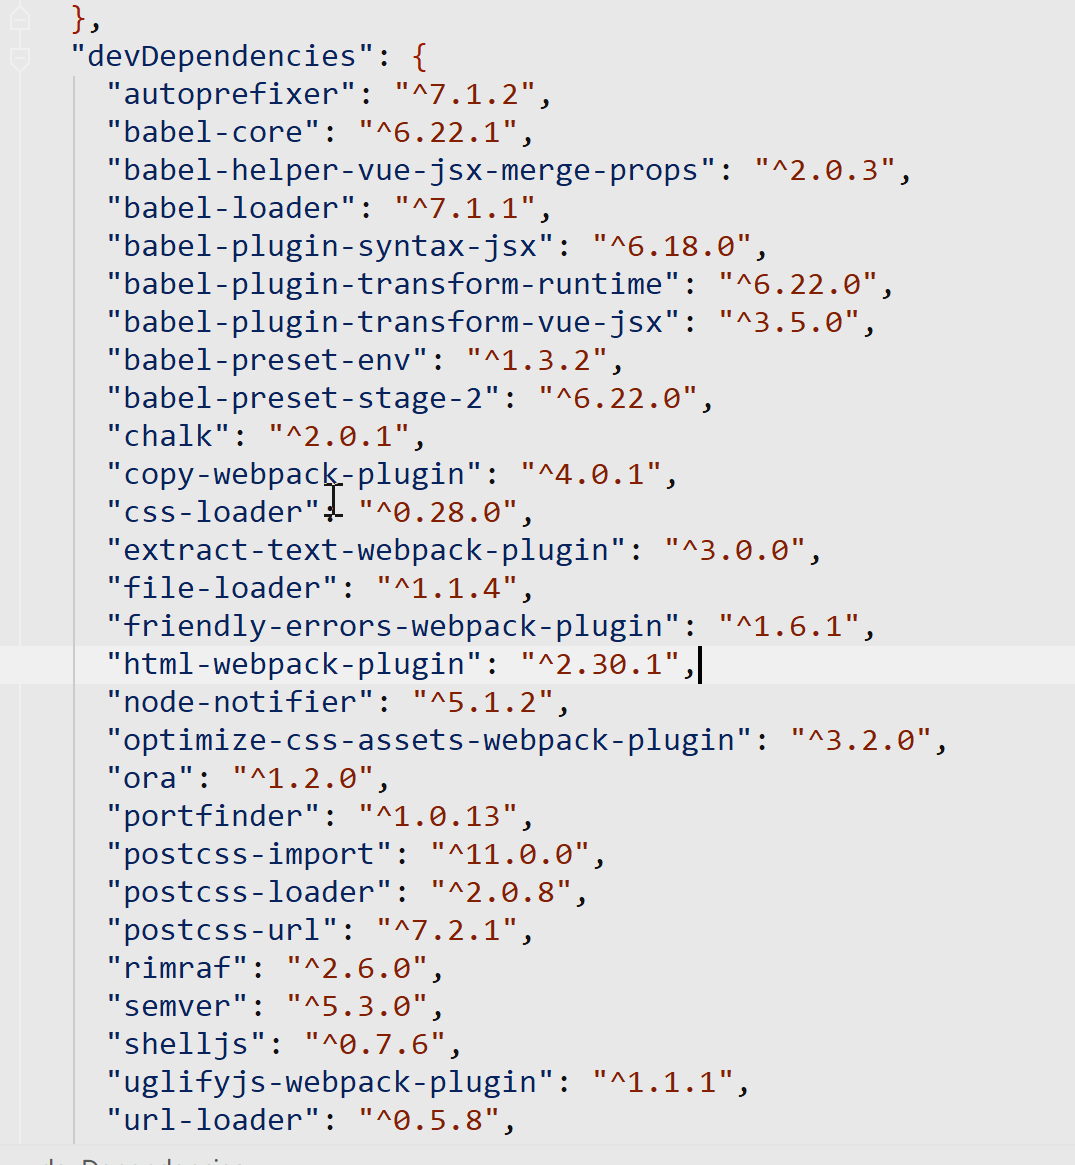 },
"devDependencies": {
"autoprefixer": "^7.1.2",
"babel-core": "^6.22.1",
"babel-helper-vue-jsx-merge-props": "^2.0.3",
"babel-loader": "^7.1.1",
"babel-plugin-syntax-jsx": "^6.18.0",
"babel-plugin-transform-runtime": "^6.22.0",
"babel-plugin-transform-vue-jsx": "^3.5.0",
"babel-preset-env": "^1.3.2",
"babel-preset-stage-2": "^6.22.0",
"chalk": "^2.0.1",
"copy-webpack-plugin": "^4.0.1",
"css-loader": "^0.28.0",
"extract-text-webpack-plugin": "^3.0.0",
"file-loader": "^1.1.4",
"friendly-errors-webpack-plugin": "^1.6.1",
"html-webpack-plugin": "^2.30.1",
"node-notifier": "^5.1.2",
"optimize-css-assets-webpack-plugin": "^3.2.0",
"ora": "^1.2.0",
"portfinder": "^1.0.13",
"postcss-import": "^11.0.0",
"postcss-loader": "^2.0.8",
"postcss-url": "^7.2.1",
"rimraf": "^2.6.0",
"semver": "^5.3.0",
"shelljs": "^0.7.6",
"uglifyjs-webpack-plugin": "^1.1.1",
"url-loader": "^0.5.8",